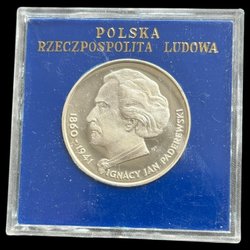 POLSKA
RZECZPOSPOLITA LUDOWA
1860-1941
IGNACY JAN PADEREWSKI